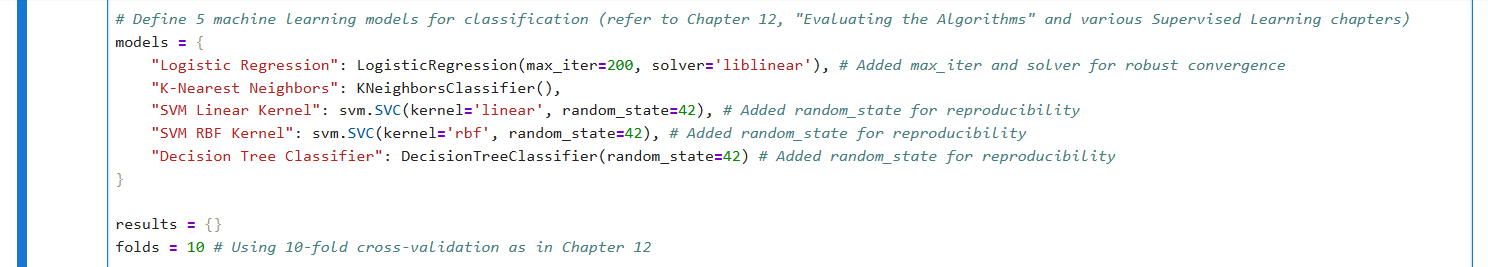 # Define 5 machine learning models for classification (refer to Chapter 12, "Evaluating the Algorithms" and various Supervised Learning chapters)
models = {
    "Logistic Regression": LogisticRegression(max_iter=200, solver='liblinear'), # Added max_iter and solver for robust convergence
    "K-Nearest Neighbors": KNeighborsClassifier(),
    "SVM Linear Kernel": svm.SVC(kernel='linear', random_state=42), # Added random_state for reproducibility
    "SVM RBF Kernel": svm.SVC(kernel='rbf', random_state=42), # Added random_state for reproducibility
    "Decision Tree Classifier": DecisionTreeClassifier(random_state=42) # Added random_state for reproducibility
}
results = {}
folds = 10 # Using 10-fold cross-validation as in Chapter 12